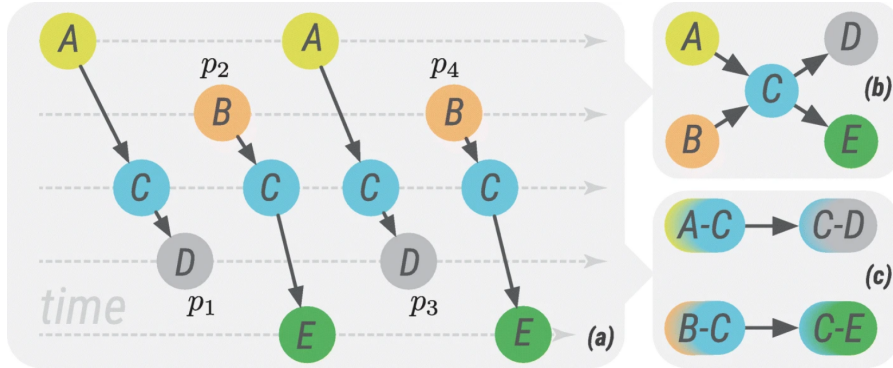 A A
p₂ p₄
B B
C C C C
D D
p₁ p₃
time
E E
(a)
A D
C
(b)
B E
A-C C-D
(c)
B-C C-E